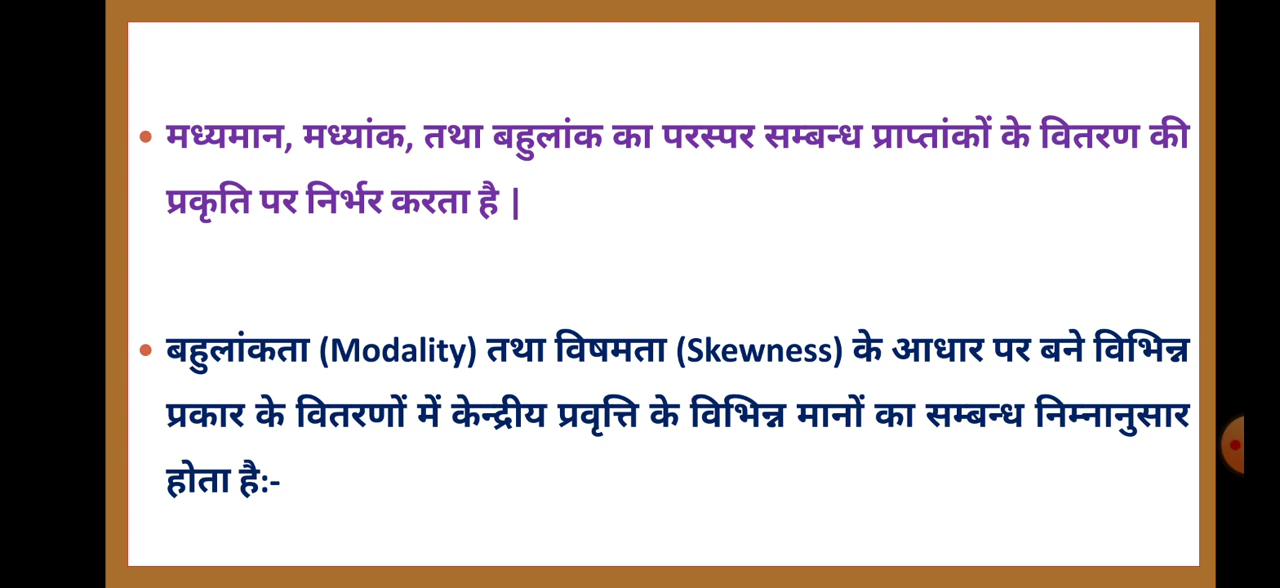 • मध्यमान, मध्यांक, तथा बहुलांक का परस्पर सम्बन्ध प्राप्तांकों के वितरण की
प्रकृति पर निर्भर करता है |
• बहुलांकता (Modality) तथा विषमता (Skewness) के आधार पर बने विभिन्न
प्रकार के वितरणों में केन्द्रीय प्रवृत्ति के विभिन्न मानों का सम्बन्ध निम्नानुसार
होता है:-